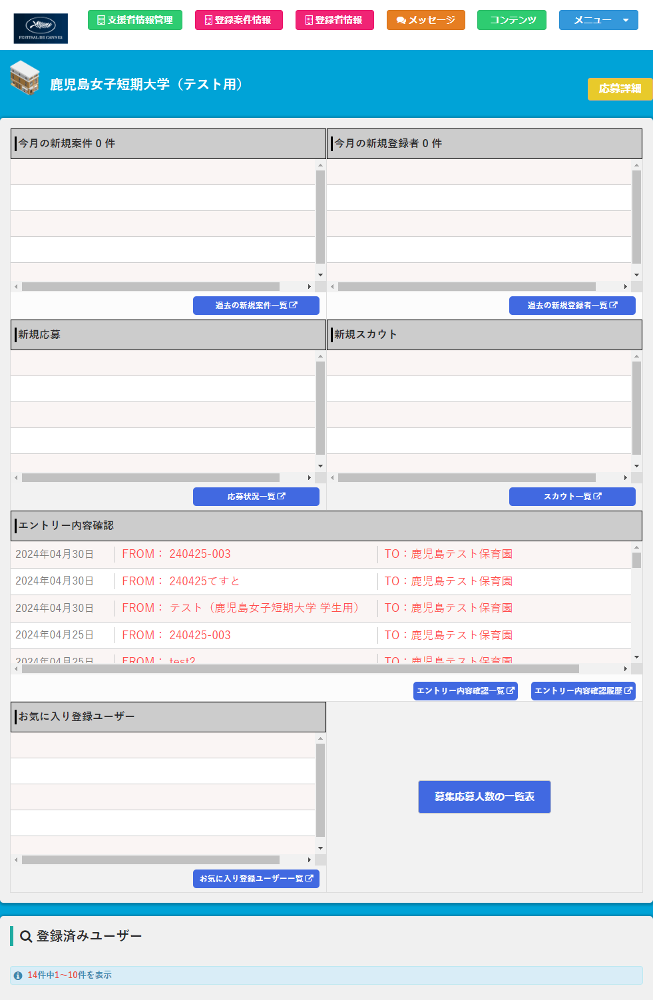 FESTIVAL DE CANNES
支援者情報管理
登録案件情報
登録者情報
メッセージ
コンテンツ
メニュー
鹿児島女子短期大学（テスト用）
応募詳細
今月の新規案件 0 件
今月の新規登録者 0 件
過去の新規案件一覧
過去の新規登録者一覧
新規応募
新規スカウト
応募状況一覧
スカウト一覧
エントリー内容確認
2024年04月30日 FROM： 240425-003 TO：鹿児島テスト保育園
2024年04月30日 FROM： 240425てすと TO：鹿児島テスト保育園
2024年04月30日 FROM： テスト（鹿児島女子短期大学 学生用） TO：鹿児島テスト保育園
2024年04月25日 FROM： 240425-003 TO：鹿児島テスト保育園
2024年04月25日 FROM： test2 TO：鹿児島テスト保育園
エントリー内容確認一覧
エントリー内容確認履歴
お気に入り登録ユーザー
募集応募人数の一覧表
お気に入り登録ユーザー一覧
登録済みユーザー
14件中1～10件を表示